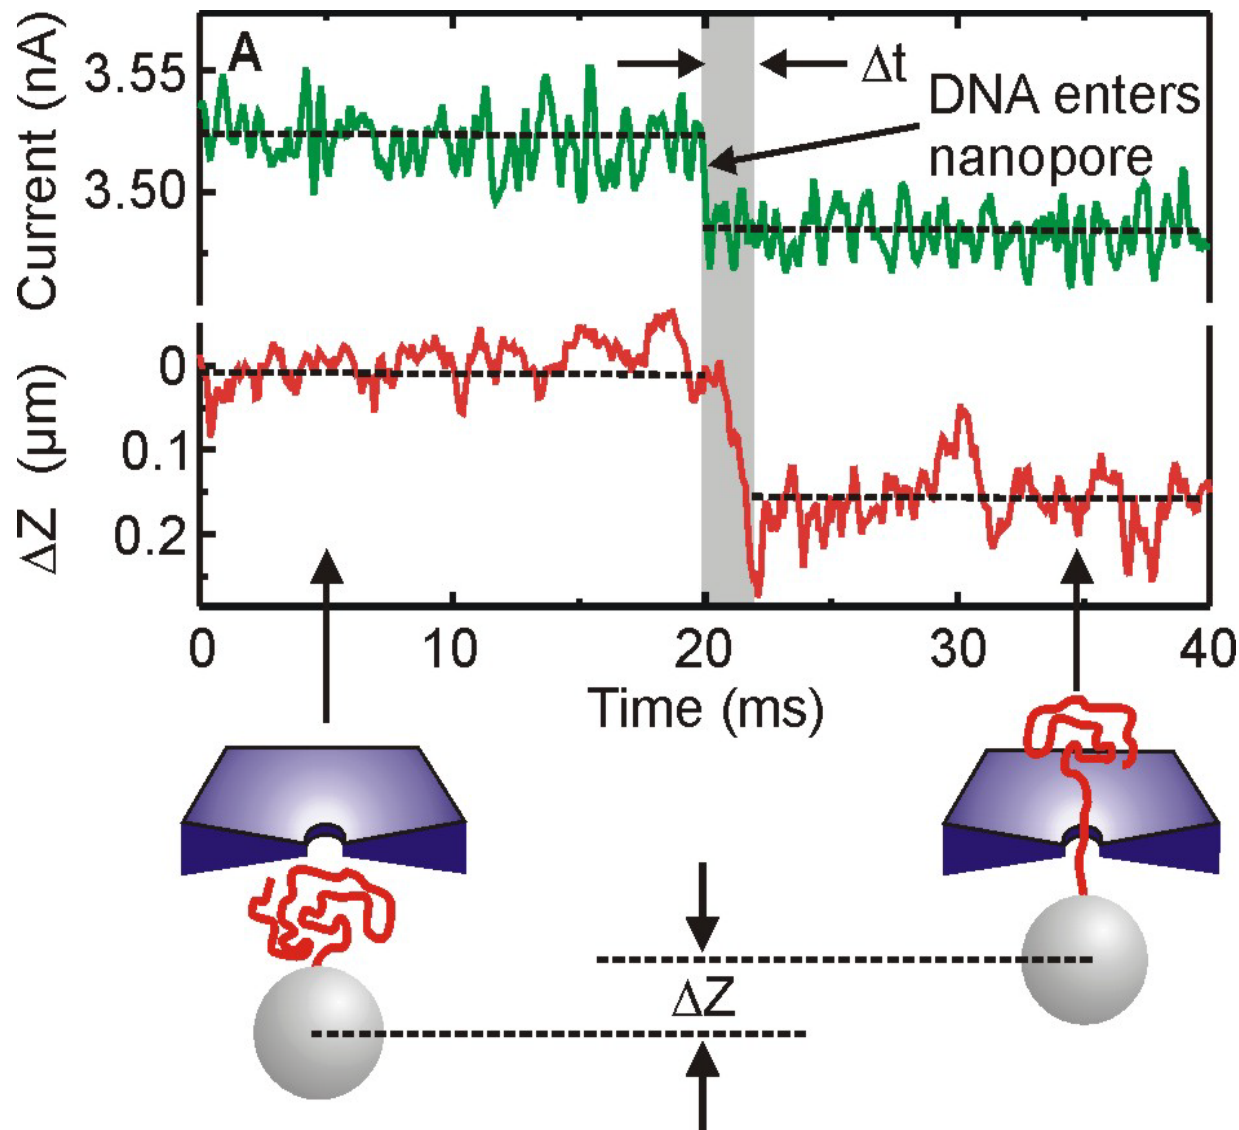 A
Δt
DNA enters
nanopore
Current (nA)
3.55
3.50
ΔZ (µm)
0
0.1
0.2
0 10 20 30 40
Time (ms)
ΔZ